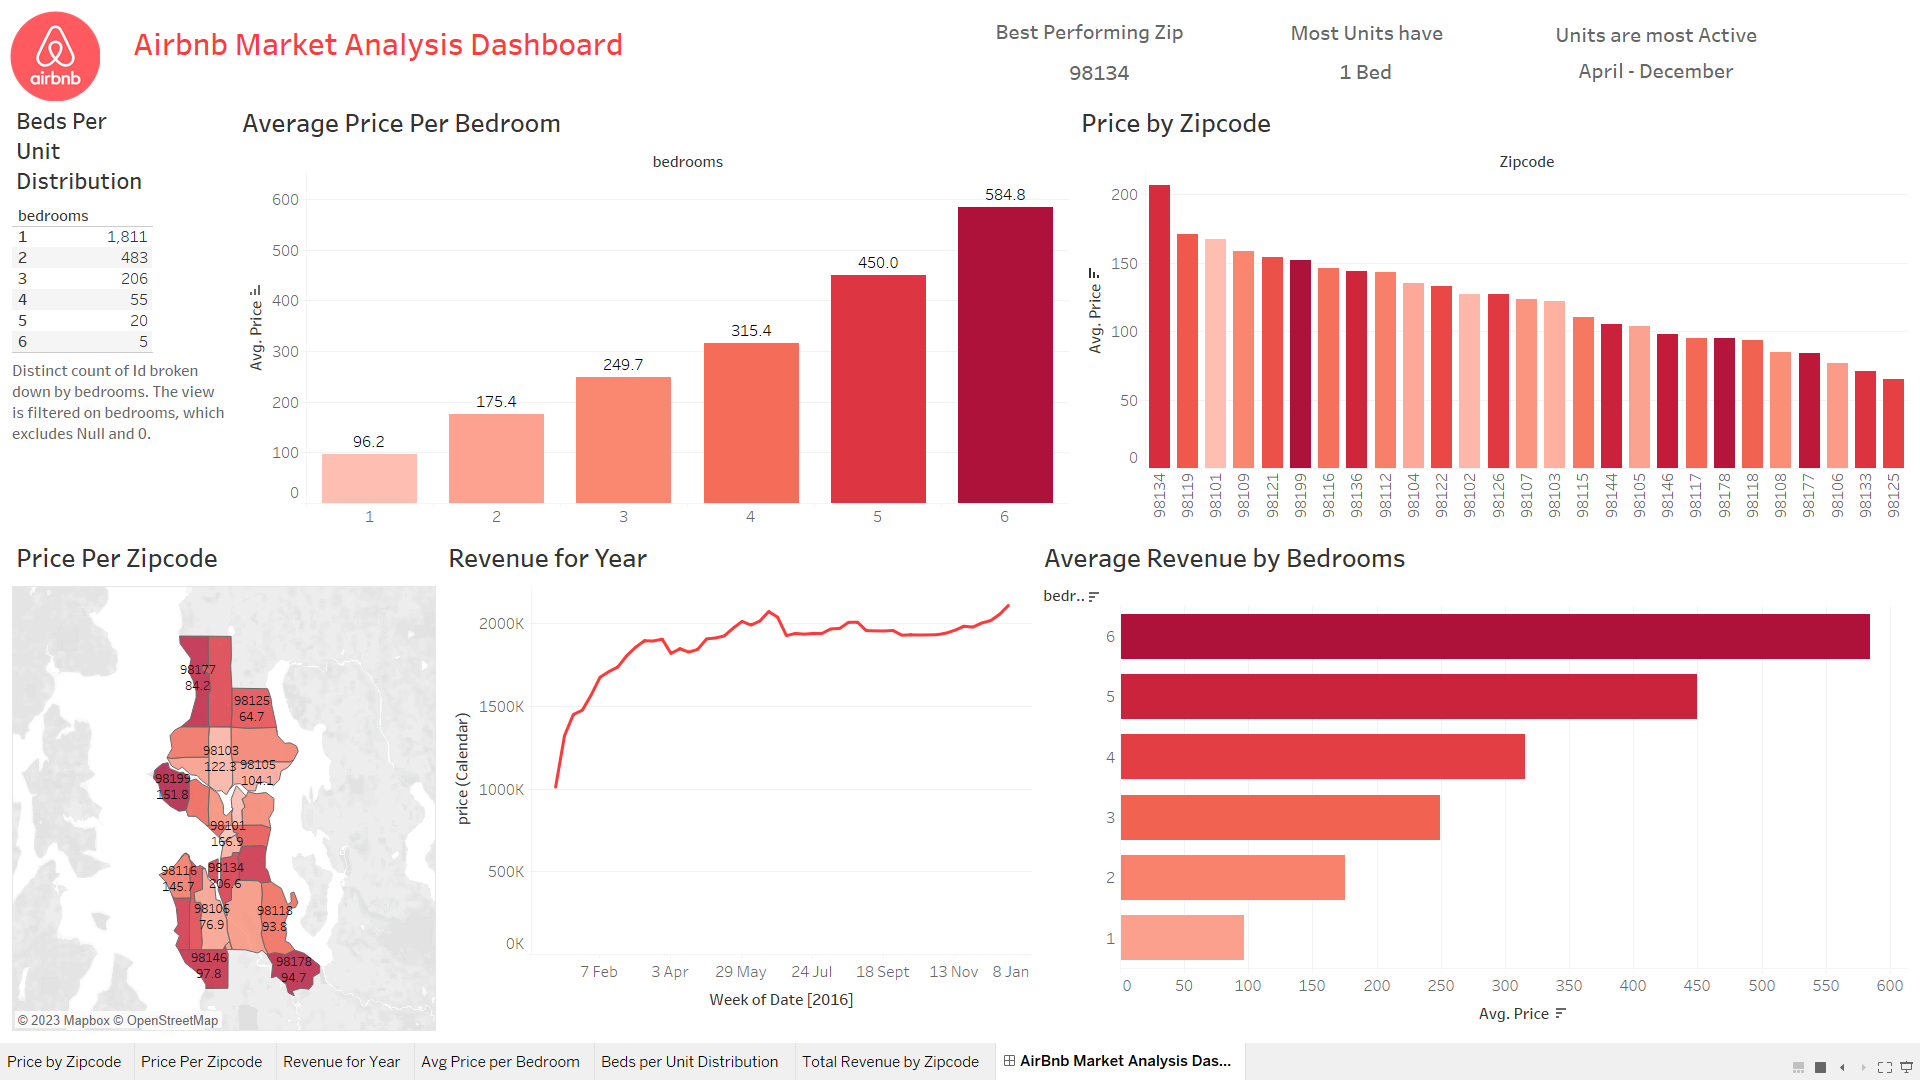 airbnb
Airbnb Market Analysis Dashboard
Best Performing Zip
98134
Most Units have
1 Bed
Units are most Active
April - December
Beds Per
Unit
Distribution
bedrooms
1 1,811
2 483
3 206
4 55
5 20
6 5
Distinct count of Id broken
down by bedrooms. The view
is filtered on bedrooms, which
excludes Null and 0.
Average Price Per Bedroom
bedrooms
Avg. Price
600
500
400
300
200
100
0
96.2
175.4
249.7
315.4
450.0
584.8
1 2 3 4 5 6
Price by Zipcode
Zipcode
Avg. Price
200
150
100
50
0
98134
98119
98101
98109
98121
98199
98116
98136
98112
98104
98122
98102
98126
98107
98103
98115
98144
98105
98146
98117
98178
98118
98108
98177
98106
98133
98125
Price Per Zipcode
98177
84.2
98125
64.7
98103
122.3
98105
104.1
98199
151.8
98101
166.9
98116
145.7
98134
206.6
98106
76.9
98118
93.8
98146
97.8
98178
94.7
© 2023 Mapbox © OpenStreetMap
Revenue for Year
price (Calendar)
2000K
1500K
1000K
500K
0K
7 Feb 3 Apr 29 May 24 Jul 18 Sept 13 Nov 8 Jan
Week of Date [2016]
Average Revenue by Bedrooms
bedr..
6
5
4
3
2
1
0 50 100 150 200 250 300 350 400 450 500 550 600
Avg. Price
Price by Zipcode Price Per Zipcode Revenue for Year Avg Price per Bedroom Beds per Unit Distribution Total Revenue by Zipcode AirBnb Market Analysis Das...